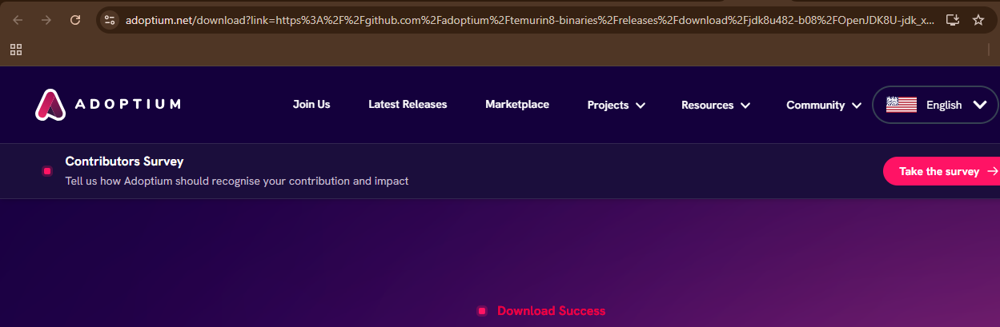 adoptium.net/download?link=https%3A%2F%2Fgithub.com%2Fadoptium%2Ftemurin8-binaries%2Freleases%2Fdownload%2Fjdk8u482-b08%2FOpenJDK8U-jdk_x...
ADOPTIUM
Join Us
Latest Releases
Marketplace
Projects
Resources
Community
English
Contributors Survey
Tell us how Adoptium should recognise your contribution and impact
Take the survey
Download Success